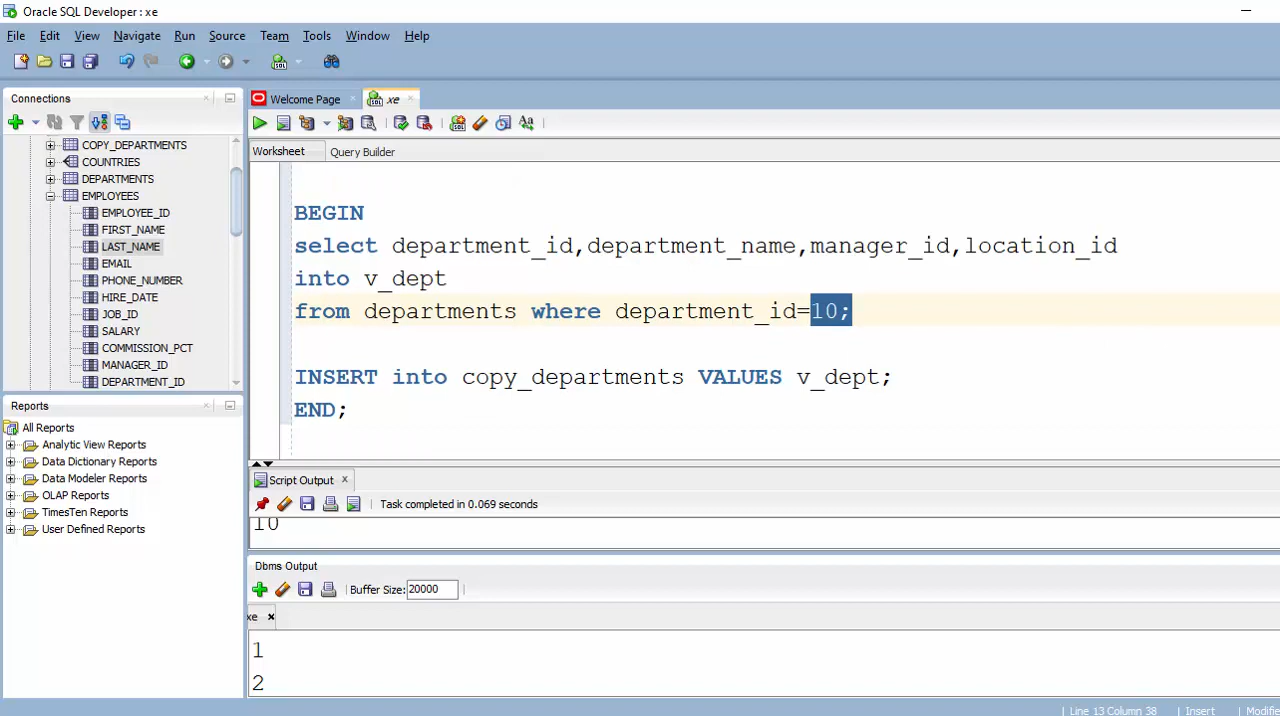 Oracle SQL Developer : xe
File Edit View Navigate Run Source Team Tools Window Help
Connections
Welcome Page
xe
Worksheet
Query Builder
COPY_DEPARTMENTS
COUNTRIES
DEPARTMENTS
EMPLOYEES
EMPLOYEE_ID
FIRST_NAME
LAST_NAME
EMAIL
PHONE_NUMBER
HIRE_DATE
JOB_ID
SALARY
COMMISSION_PCT
MANAGER_ID
DEPARTMENT_ID
BEGIN
select department_id,department_name,manager_id,location_id
into v_dept
from departments where department_id=10;
INSERT into copy_departments VALUES v_dept;
END;
Reports
All Reports
Analytic View Reports
Data Dictionary Reports
Data Modeler Reports
OLAP Reports
TimesTen Reports
User Defined Reports
Script Output
Task completed in 0.069 seconds
10
Dbms Output
Buffer Size: 20000
xe
1
2
Line 13 Column 38
Insert
Modifie